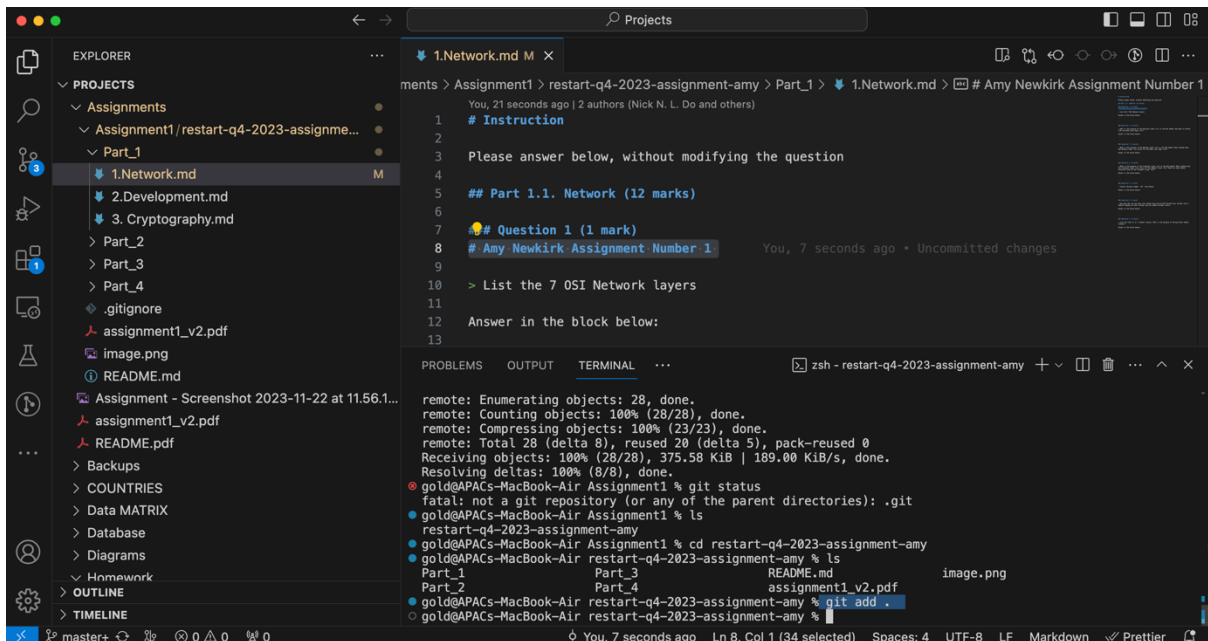 Projects
EXPLORER
PROJECTS
Assignments
Assignment1/restart-q4-2023-assignme...
Part_1
1.Network.md M
2.Development.md
3. Cryptography.md
Part_2
Part_3
Part_4
.gitignore
assignment1_v2.pdf
image.png
README.md
Assignment - Screenshot 2023-11-22 at 11.56.1...
assignment1_v2.pdf
README.pdf
Backups
COUNTRIES
Data MATRIX
Database
Diagrams
Homework
OUTLINE
TIMELINE
3
1
1.Network.md M
ments > Assignment1 > restart-q4-2023-assignment-amy > Part_1 > 1.Network.md > # Amy Newkirk Assignment Number 1
You, 21 seconds ago | 2 authors (Nick N. L. Do and others)
1 # Instruction
2
3 Please answer below, without modifying the question
4
5 ## Part 1.1. Network (12 marks)
6
7 ### Question 1 (1 mark)
8 # Amy Newkirk Assignment Number 1 You, 7 seconds ago • Uncommitted changes
9
10 > List the 7 OSI Network layers
11
12 Answer in the block below:
13
PROBLEMS OUTPUT TERMINAL ... zsh - restart-q4-2023-assignment-amy
remote: Enumerating objects: 28, done.
remote: Counting objects: 100% (28/28), done.
remote: Compressing objects: 100% (23/23), done.
remote: Total 28 (delta 8), reused 20 (delta 5), pack-reused 0
Receiving objects: 100% (28/28), 375.58 KiB | 189.00 KiB/s, done.
Resolving deltas: 100% (8/8), done.
gold@APACs-MacBook-Air Assignment1 % git status
fatal: not a git repository (or any of the parent directories): .git
gold@APACs-MacBook-Air Assignment1 % ls
restart-q4-2023-assignment-amy
gold@APACs-MacBook-Air Assignment1 % cd restart-q4-2023-assignment-amy
gold@APACs-MacBook-Air restart-q4-2023-assignment-amy % ls
Part_1 Part_3 README.md image.png
Part_2 Part_4 assignment1_v2.pdf
gold@APACs-MacBook-Air restart-q4-2023-assignment-amy % git add .
gold@APACs-MacBook-Air restart-q4-2023-assignment-amy %
master+ 0 0 0 You, 7 seconds ago Ln 8, Col 1 (34 selected) Spaces: 4 UTF-8 LF Markdown Prettier